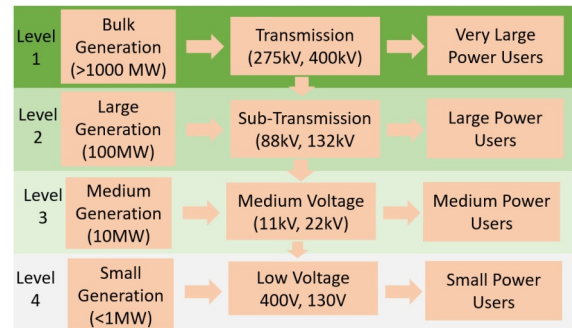 Level
1
Bulk
Generation
(>1000 MW)
Transmission
(275kV, 400kV)
Very Large
Power Users
Level
2
Large
Generation
(100MW)
Sub-Transmission
(88kV, 132kV
Large Power
Users
Level
3
Medium
Generation
(10MW)
Medium Voltage
(11kV, 22kV)
Medium Power
Users
Level
4
Small
Generation
(<1MW)
Low Voltage
400V, 130V
Small Power
Users